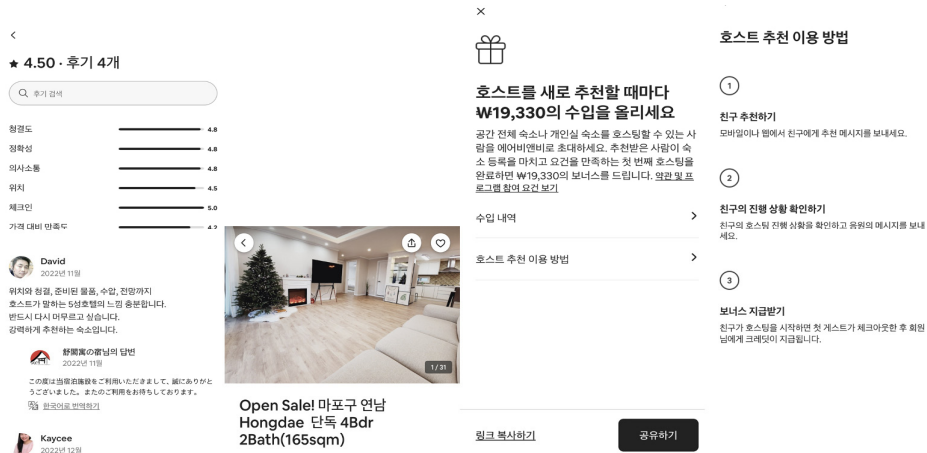 ★ 4.50 · 후기 4개
후기 검색
청결도 4.8
정확성 4.8
의사소통 4.8
위치 4.5
체크인 5.0
가격 대비 만족도 4.2
David
2022년 11월
위치와 청결, 준비된 물품, 수압, 전망까지
호스트가 말하는 5성호텔의 느낌 충분합니다.
반드시 다시 머무르고 싶습니다.
강력하게 추천하는 숙소입니다.
舒閣寓の宿님의 답변
2022년 11월
この度は当宿泊施設をご利用いただきまして、誠にありがと
うございました。またのご利用をお待ちしております。
한국어로 번역하기
Kaycee
2022년 12월
1 / 31
Open Sale! 마포구 연남
Hongdae 단독 4Bdr
2Bath(165sqm)
호스트를 새로 추천할 때마다
₩19,330의 수입을 올리세요
공간 전체 숙소나 개인실 숙소를 호스팅할 수 있는 사
람을 에어비앤비로 초대하세요. 추천받은 사람이 숙
소 등록을 마치고 요건을 만족하는 첫 번째 호스팅을
완료하면 ₩19,330의 보너스를 드립니다. 약관 및 프
로그램 참여 요건 보기
수입 내역
호스트 추천 이용 방법
링크 복사하기
공유하기
호스트 추천 이용 방법
1
친구 추천하기
모바일이나 웹에서 친구에게 추천 메시지를 보내세요.
2
친구의 진행 상황 확인하기
친구의 호스팅 진행 상황을 확인하고 응원의 메시지를 보내
세요.
3
보너스 지급받기
친구가 호스팅을 시작하면 첫 게스트가 체크아웃한 후 회원
님에게 크레딧이 지급됩니다.